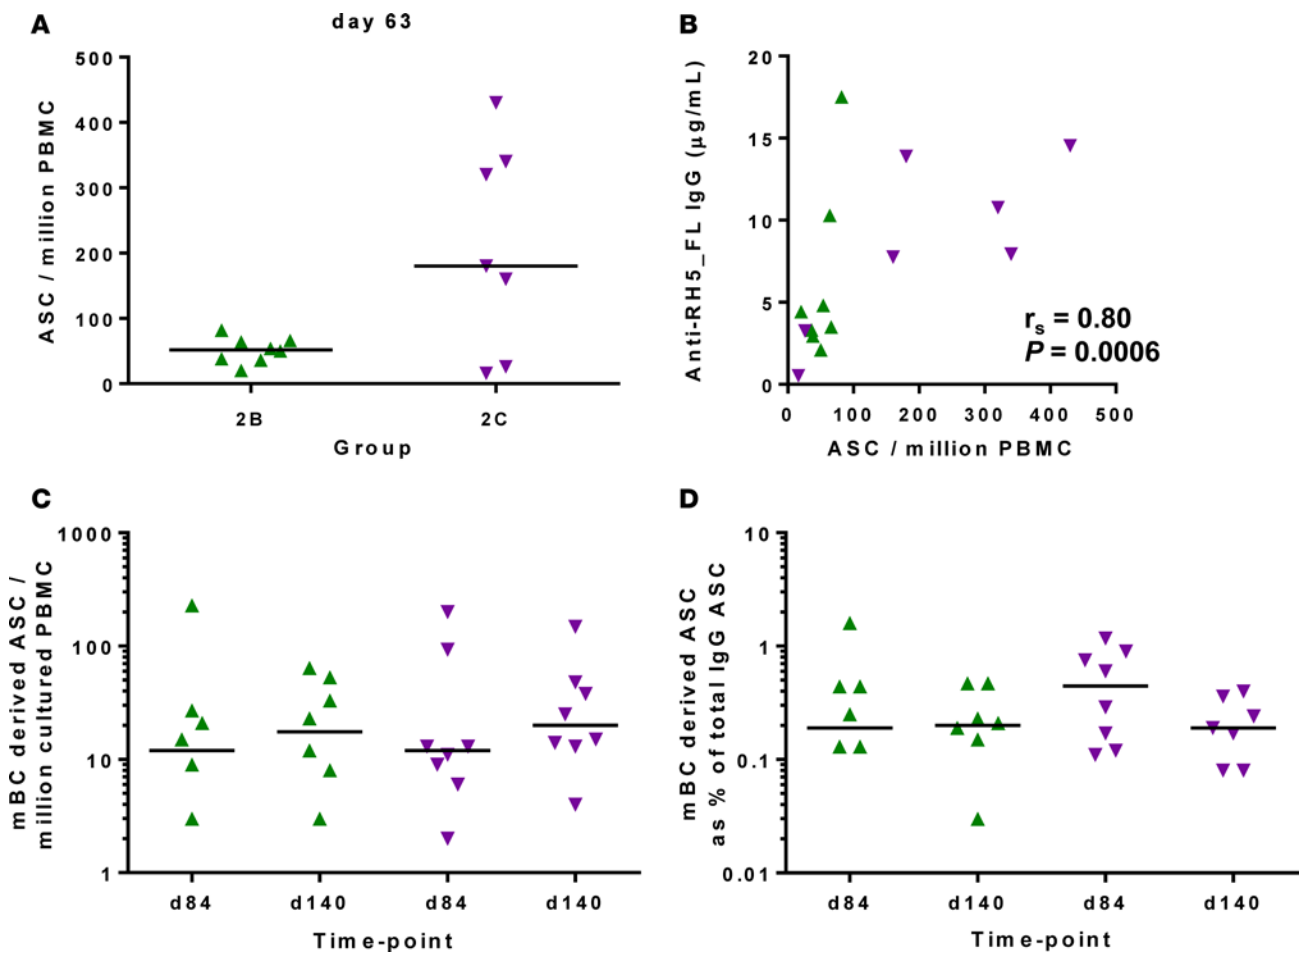 A
day 63
500
400
300
200
100
0
ASC / million PBMC
2B
2C
Group
B
20
15
10
5
0
Anti-RH5_FL IgG (μg/mL)
rs = 0.80
P = 0.0006
0
100
200
300
400
500
ASC / million PBMC
C
1000
100
10
1
mBC derived ASC /
million cultured PBMC
d84
d140
d84
d140
Time-point
D
10
1
0.1
0.01
mBC derived ASC
as % of total IgG ASC
d84
d140
d84
d140
Time-point